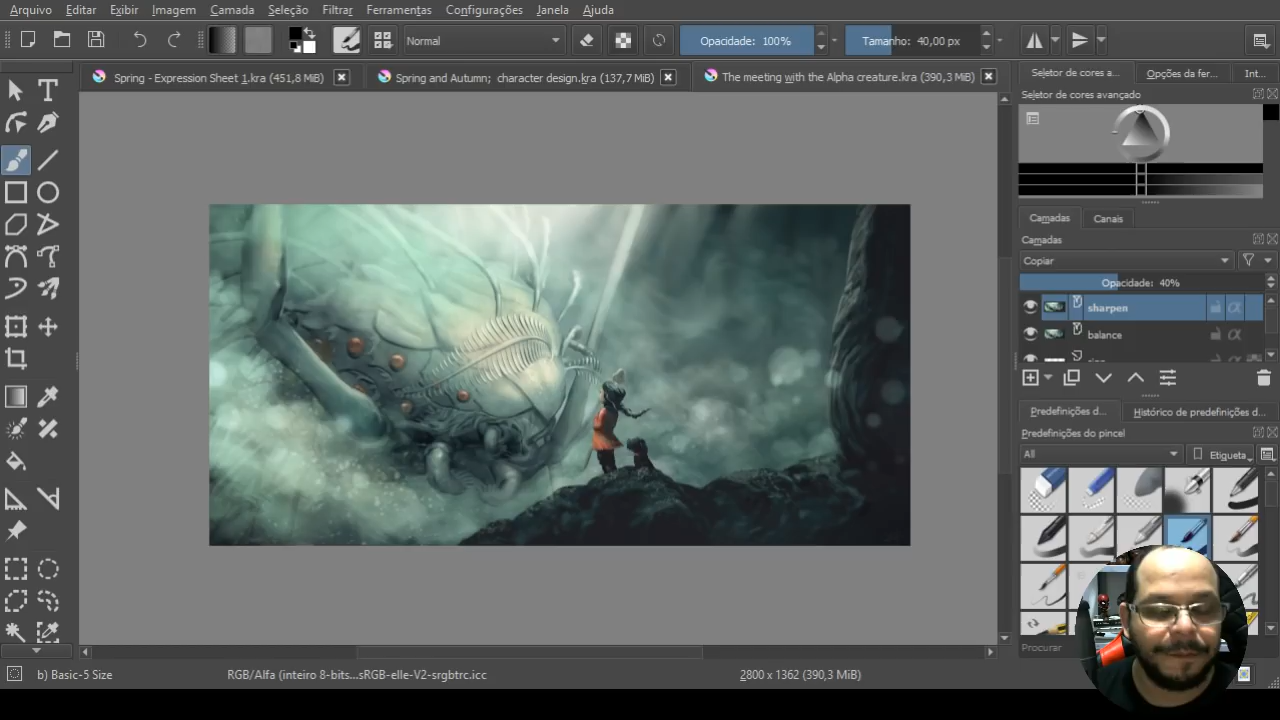 Arquivo Editar Exibir Imagem Camada Seleção Filtrar Ferramentas Configurações Janela Ajuda
Normal Opacidade: 100% Tamanho: 40,00 px
Spring - Expression Sheet 1.kra (451,8 MiB) Spring and Autumn; character design.kra (137,7 MiB) The meeting with the Alpha creature.kra (390,3 MiB)
Seletor de cores a... Opções da fer... Int...
Seletor de cores avançado
Camadas Canais
Camadas
Copiar
Opacidade: 40%
sharpen
balance
Predefinições d... Histórico de predefinições d...
Predefinições do pincel
All Etiqueta
Procurar
b) Basic-5 Size RGB/Alfa (inteiro 8-bits...sRGB-elle-V2-srgbtrc.icc 2800 x 1362 (390,3 MiB)